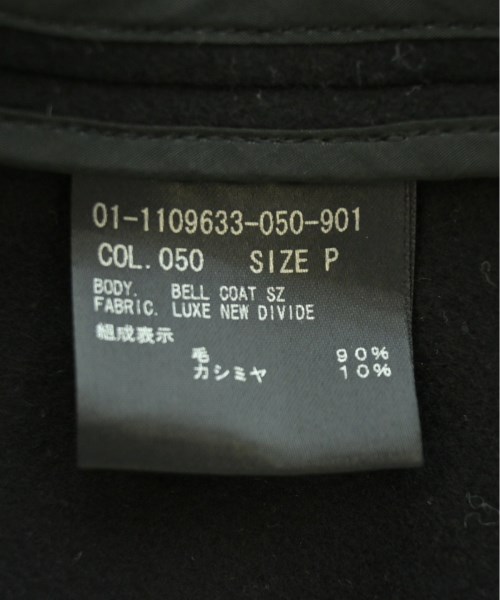 01-1109633-050-901
COL. 050 SIZE P
BODY. BELL COAT SZ
FABRIC. LUXE NEW DIVIDE
組成表示
毛 90%
カシミヤ 10%